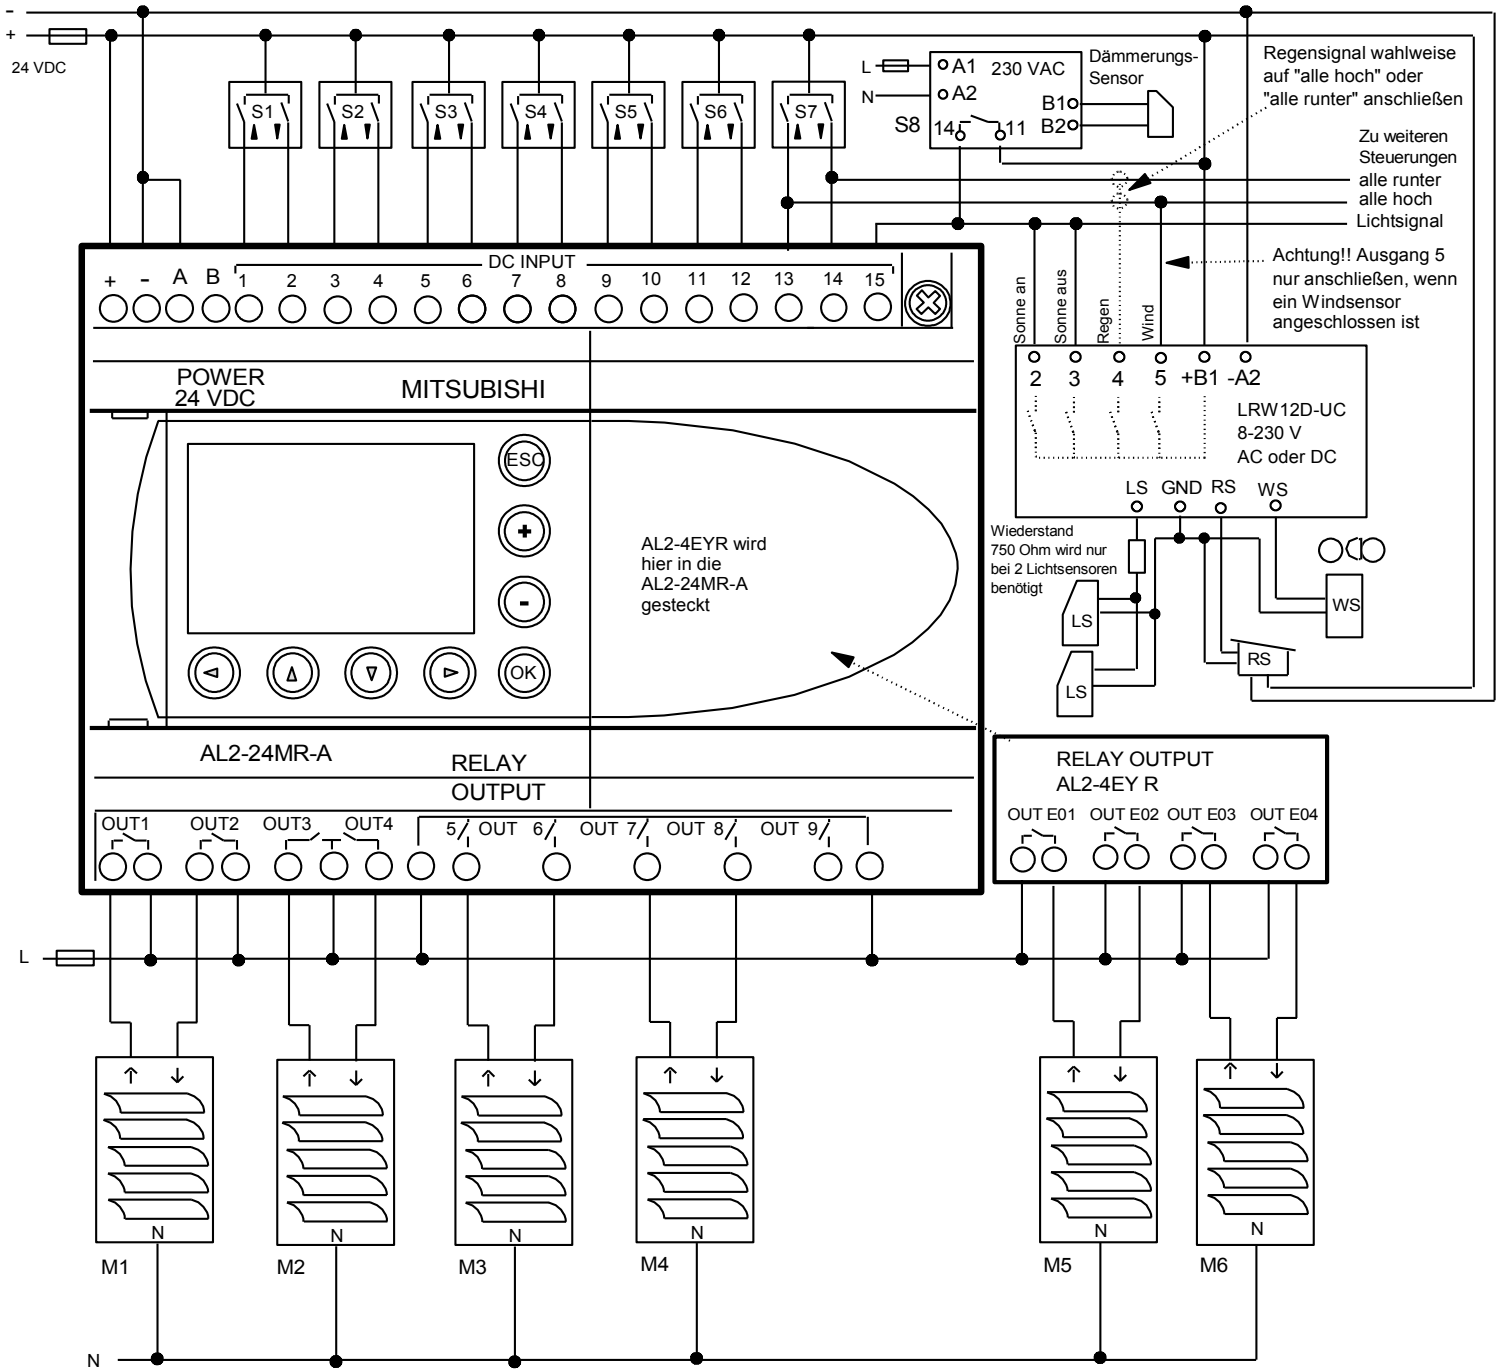 -
+
24 VDC
S1
S2
S3
S4
S5
S6
S7
L
N
A1
A2
230 VAC
B1
B2
S8
14
11
Dämmerungs-
Sensor
Regensignal wahlweise
auf "alle hoch" oder
"alle runter" anschließen
Zu weiteren
Steuerungen
alle runter
alle hoch
Lichtsignal
Achtung!! Ausgang 5
nur anschließen, wenn
ein Windsensor
angeschlossen ist
DC INPUT
+ - A B 1 2 3 4 5 6 7 8 9 10 11 12 13 14 15
Sonne an
Sonne aus
Regen
Wind
2 3 4 5 +B1 -A2
LRW12D-UC
8-230 V
AC oder DC
LS GND RS WS
POWER
24 VDC
MITSUBISHI
ESC
+
-
OK
AL2-4EYR wird
hier in die
AL2-24MR-A
gesteckt
Wiederstand
750 Ohm wird nur
bei 2 Lichtsensoren
benötigt
LS
LS
WS
RS
AL2-24MR-A
RELAY
OUTPUT
OUT1 OUT2 OUT3 OUT4 5 OUT 6 OUT 7 OUT 8 OUT 9
RELAY OUTPUT
AL2-4EY R
OUT E01 OUT E02 OUT E03 OUT E04
L
N N N N N N
M1 M2 M3 M4 M5 M6
N